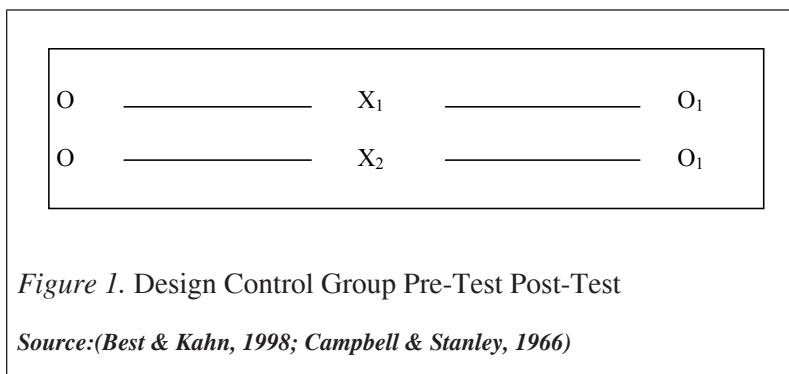 O X₁ O₁
O X₂ O₁
Figure 1. Design Control Group Pre-Test Post-Test
Source:(Best & Kahn, 1998; Campbell & Stanley, 1966)